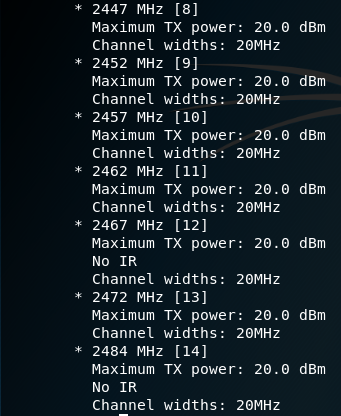 * 2447 MHz [8]
Maximum TX power: 20.0 dBm
Channel widths: 20MHz
* 2452 MHz [9]
Maximum TX power: 20.0 dBm
Channel widths: 20MHz
* 2457 MHz [10]
Maximum TX power: 20.0 dBm
Channel widths: 20MHz
* 2462 MHz [11]
Maximum TX power: 20.0 dBm
Channel widths: 20MHz
* 2467 MHz [12]
Maximum TX power: 20.0 dBm
No IR
Channel widths: 20MHz
* 2472 MHz [13]
Maximum TX power: 20.0 dBm
Channel widths: 20MHz
* 2484 MHz [14]
Maximum TX power: 20.0 dBm
No IR
Channel widths: 20MHz